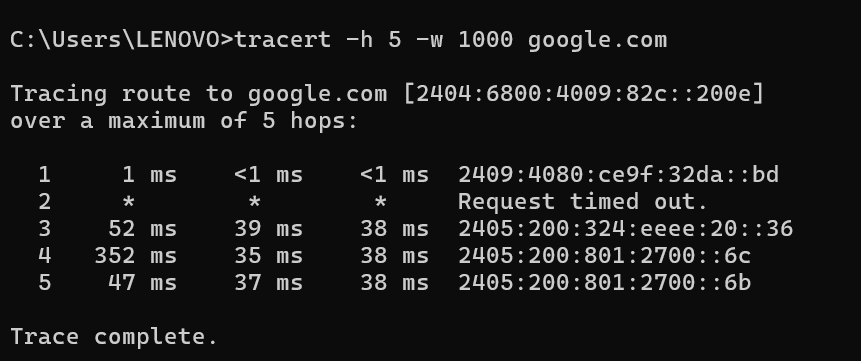 C:\Users\LENOVO>tracert -h 5 -w 1000 google.com
Tracing route to google.com [2404:6800:4009:82c::200e]
over a maximum of 5 hops:
1 1 ms <1 ms <1 ms 2409:4080:ce9f:32da::bd
2 * * * Request timed out.
3 52 ms 39 ms 38 ms 2405:200:324:eeee:20::36
4 352 ms 35 ms 38 ms 2405:200:801:2700::6c
5 47 ms 37 ms 38 ms 2405:200:801:2700::6b
Trace complete.